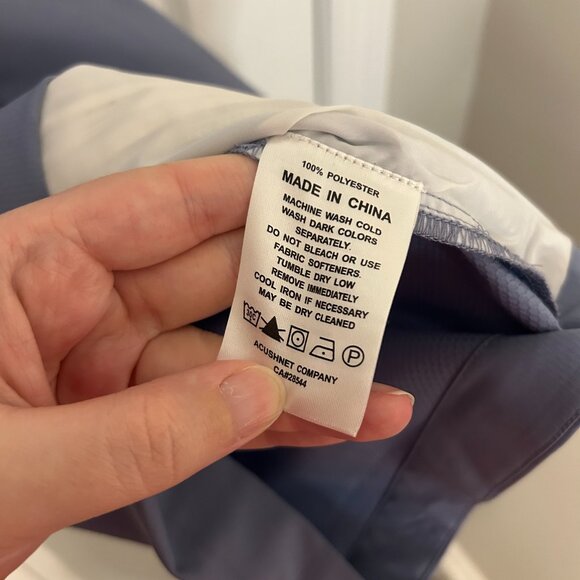 100% POLYESTER
MADE IN CHINA
MACHINE WASH COLD
WASH DARK COLORS
SEPARATELY.
DO NOT BLEACH OR USE
FABRIC SOFTENERS.
TUMBLE DRY LOW
REMOVE IMMEDIATELY
COOL IRON IF NECESSARY
MAY BE DRY CLEANED
P
ACUSHNET COMPANY
CA#28544